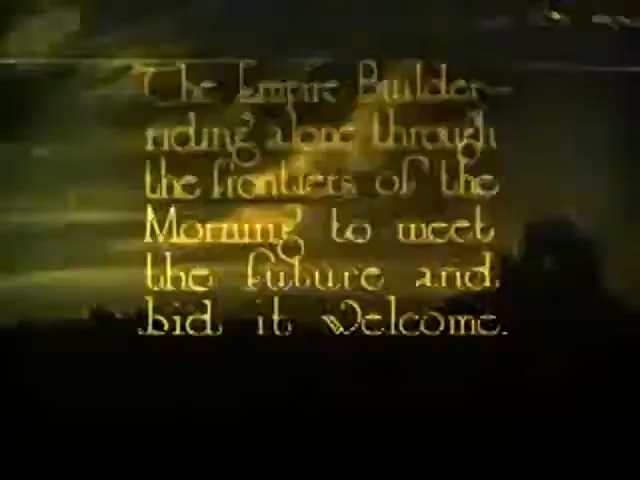 The Empire Builder—
riding alone through
the frontiers of the
Morning to meet
the future and
bid it welcome.